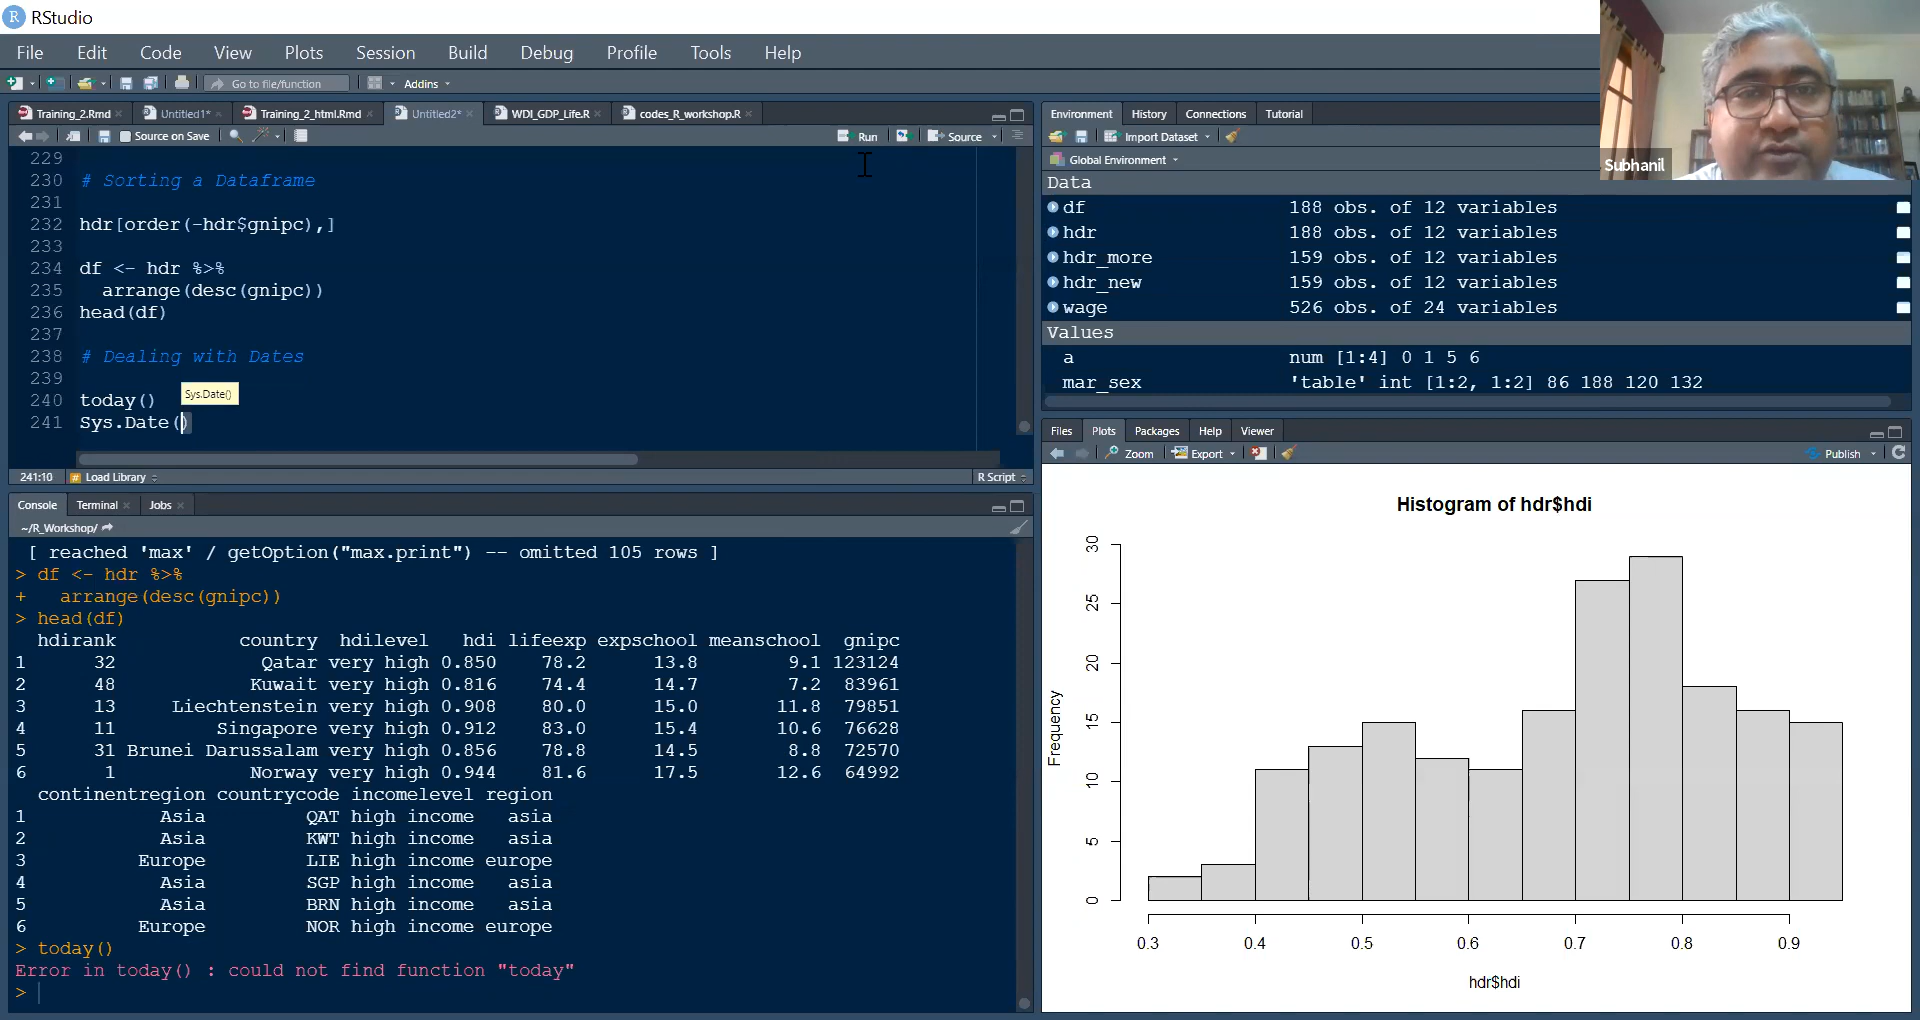 RStudio
File Edit Code View Plots Session Build Debug Profile Tools Help
Go to file/function Addins
Training_2.Rmd Untitled1* Training_2_html.Rmd Untitled2* WDI_GDP_Life.R codes_R_workshop.R
Source on Save Run Source
229
230 # Sorting a Dataframe
231
232 hdr[order(-hdr$gnipc),]
233
234 df <- hdr %>%
235 arrange(desc(gnipc))
236 head(df)
237
238 # Dealing with Dates
239
Sys.Date()
240 today()
241 Sys.Date()
241:10 Load Library R Script
Console Terminal Jobs
~/R_Workshop/
[ reached 'max' / getOption("max.print") -- omitted 105 rows ]
> df <- hdr %>%
+ arrange(desc(gnipc))
> head(df)
hdirank country hdilevel hdi lifeexp expschool meanschool gnipc
1 32 Qatar very high 0.850 78.2 13.8 9.1 123124
2 48 Kuwait very high 0.816 74.4 14.7 7.2 83961
3 13 Liechtenstein very high 0.908 80.0 15.0 11.8 79851
4 11 Singapore very high 0.912 83.0 15.4 10.6 76628
5 31 Brunei Darussalam very high 0.856 78.8 14.5 8.8 72570
6 1 Norway very high 0.944 81.6 17.5 12.6 64992
continentregion countrycode incomelevel region
1 Asia QAT high income asia
2 Asia KWT high income asia
3 Europe LIE high income europe
4 Asia SGP high income asia
5 Asia BRN high income asia
6 Europe NOR high income europe
> today()
Error in today() : could not find function "today"
>
Environment History Connections Tutorial
Import Dataset
Global Environment
Data
df 188 obs. of 12 variables
hdr 188 obs. of 12 variables
hdr_more 159 obs. of 12 variables
hdr_new 159 obs. of 12 variables
wage 526 obs. of 24 variables
Values
a num [1:4] 0 1 5 6
mar_sex 'table' int [1:2, 1:2] 86 188 120 132
Subhanil
Files Plots Packages Help Viewer
Zoom Export Publish
Histogram of hdr$hdi
Frequency
30
25
20
15
10
5
0
0.3 0.4 0.5 0.6 0.7 0.8 0.9
hdr$hdi